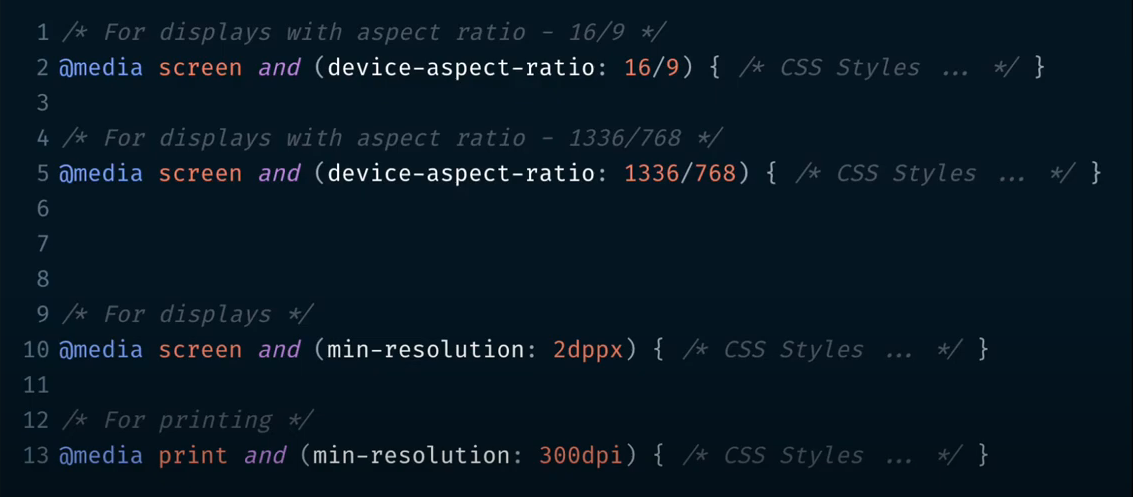 1 /* For displays with aspect ratio - 16/9 */
2 @media screen and (device-aspect-ratio: 16/9) { /* CSS Styles ... */ }
3
4 /* For displays with aspect ratio - 1336/768 */
5 @media screen and (device-aspect-ratio: 1336/768) { /* CSS Styles ... */ }
6
7
8
9 /* For displays */
10 @media screen and (min-resolution: 2dppx) { /* CSS Styles ... */ }
11
12 /* For printing */
13 @media print and (min-resolution: 300dpi) { /* CSS Styles ... */ }